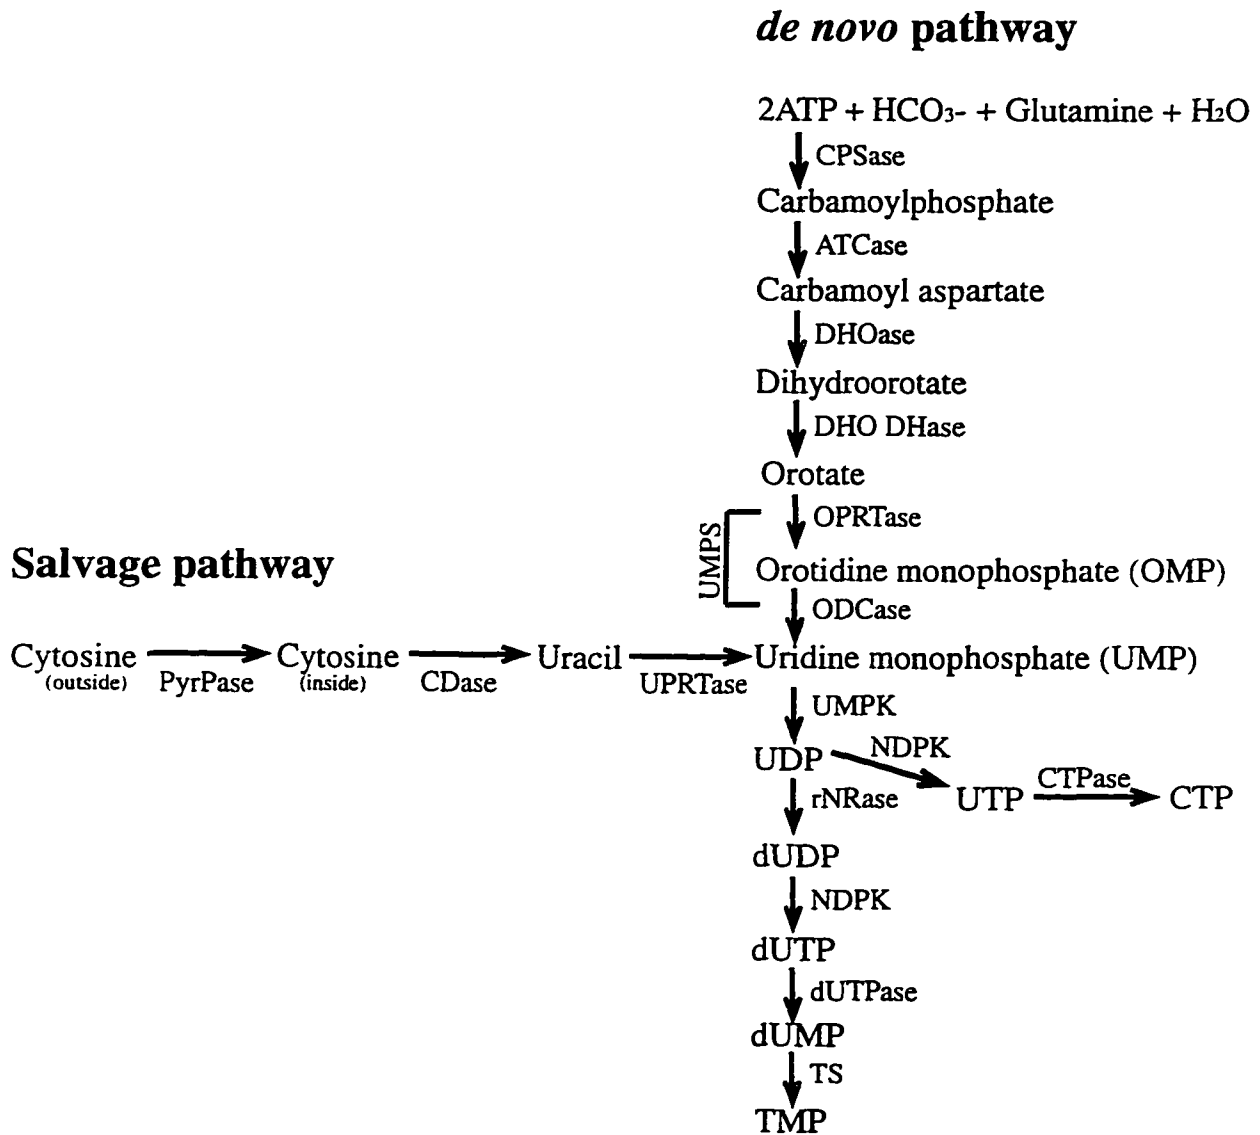 de novo pathway
2ATP + HCO₃- + Glutamine + H₂O
CPSase
Carbamoylphosphate
ATCase
Carbamoyl aspartate
DHOase
Dihydroorotate
DHO DHase
Orotate
OPRTase
UMPS
Orotidine monophosphate (OMP)
ODCase
Salvage pathway
Cytosine
(outside)
PyrPase
Cytosine
(inside)
CDase
Uracil
UPRTase
Uridine monophosphate (UMP)
UMPK
UDP
NDPK
UTP
CTPase
CTP
rNRase
dUDP
NDPK
dUTP
dUTPase
dUMP
TS
TMP